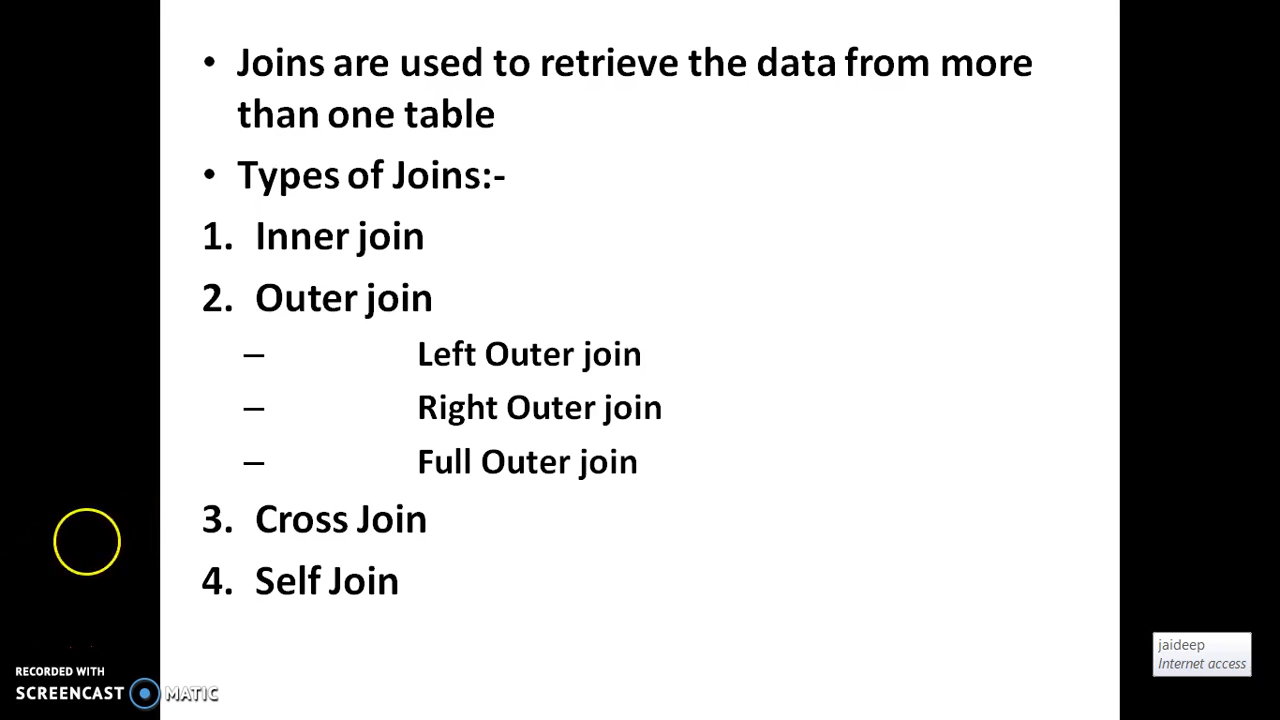 • Joins are used to retrieve the data from more
than one table
• Types of Joins:-
1. Inner join
2. Outer join
– Left Outer join
– Right Outer join
– Full Outer join
3. Cross Join
4. Self Join
jaideep
Internet access
RECORDED WITH
SCREENCAST MATIC